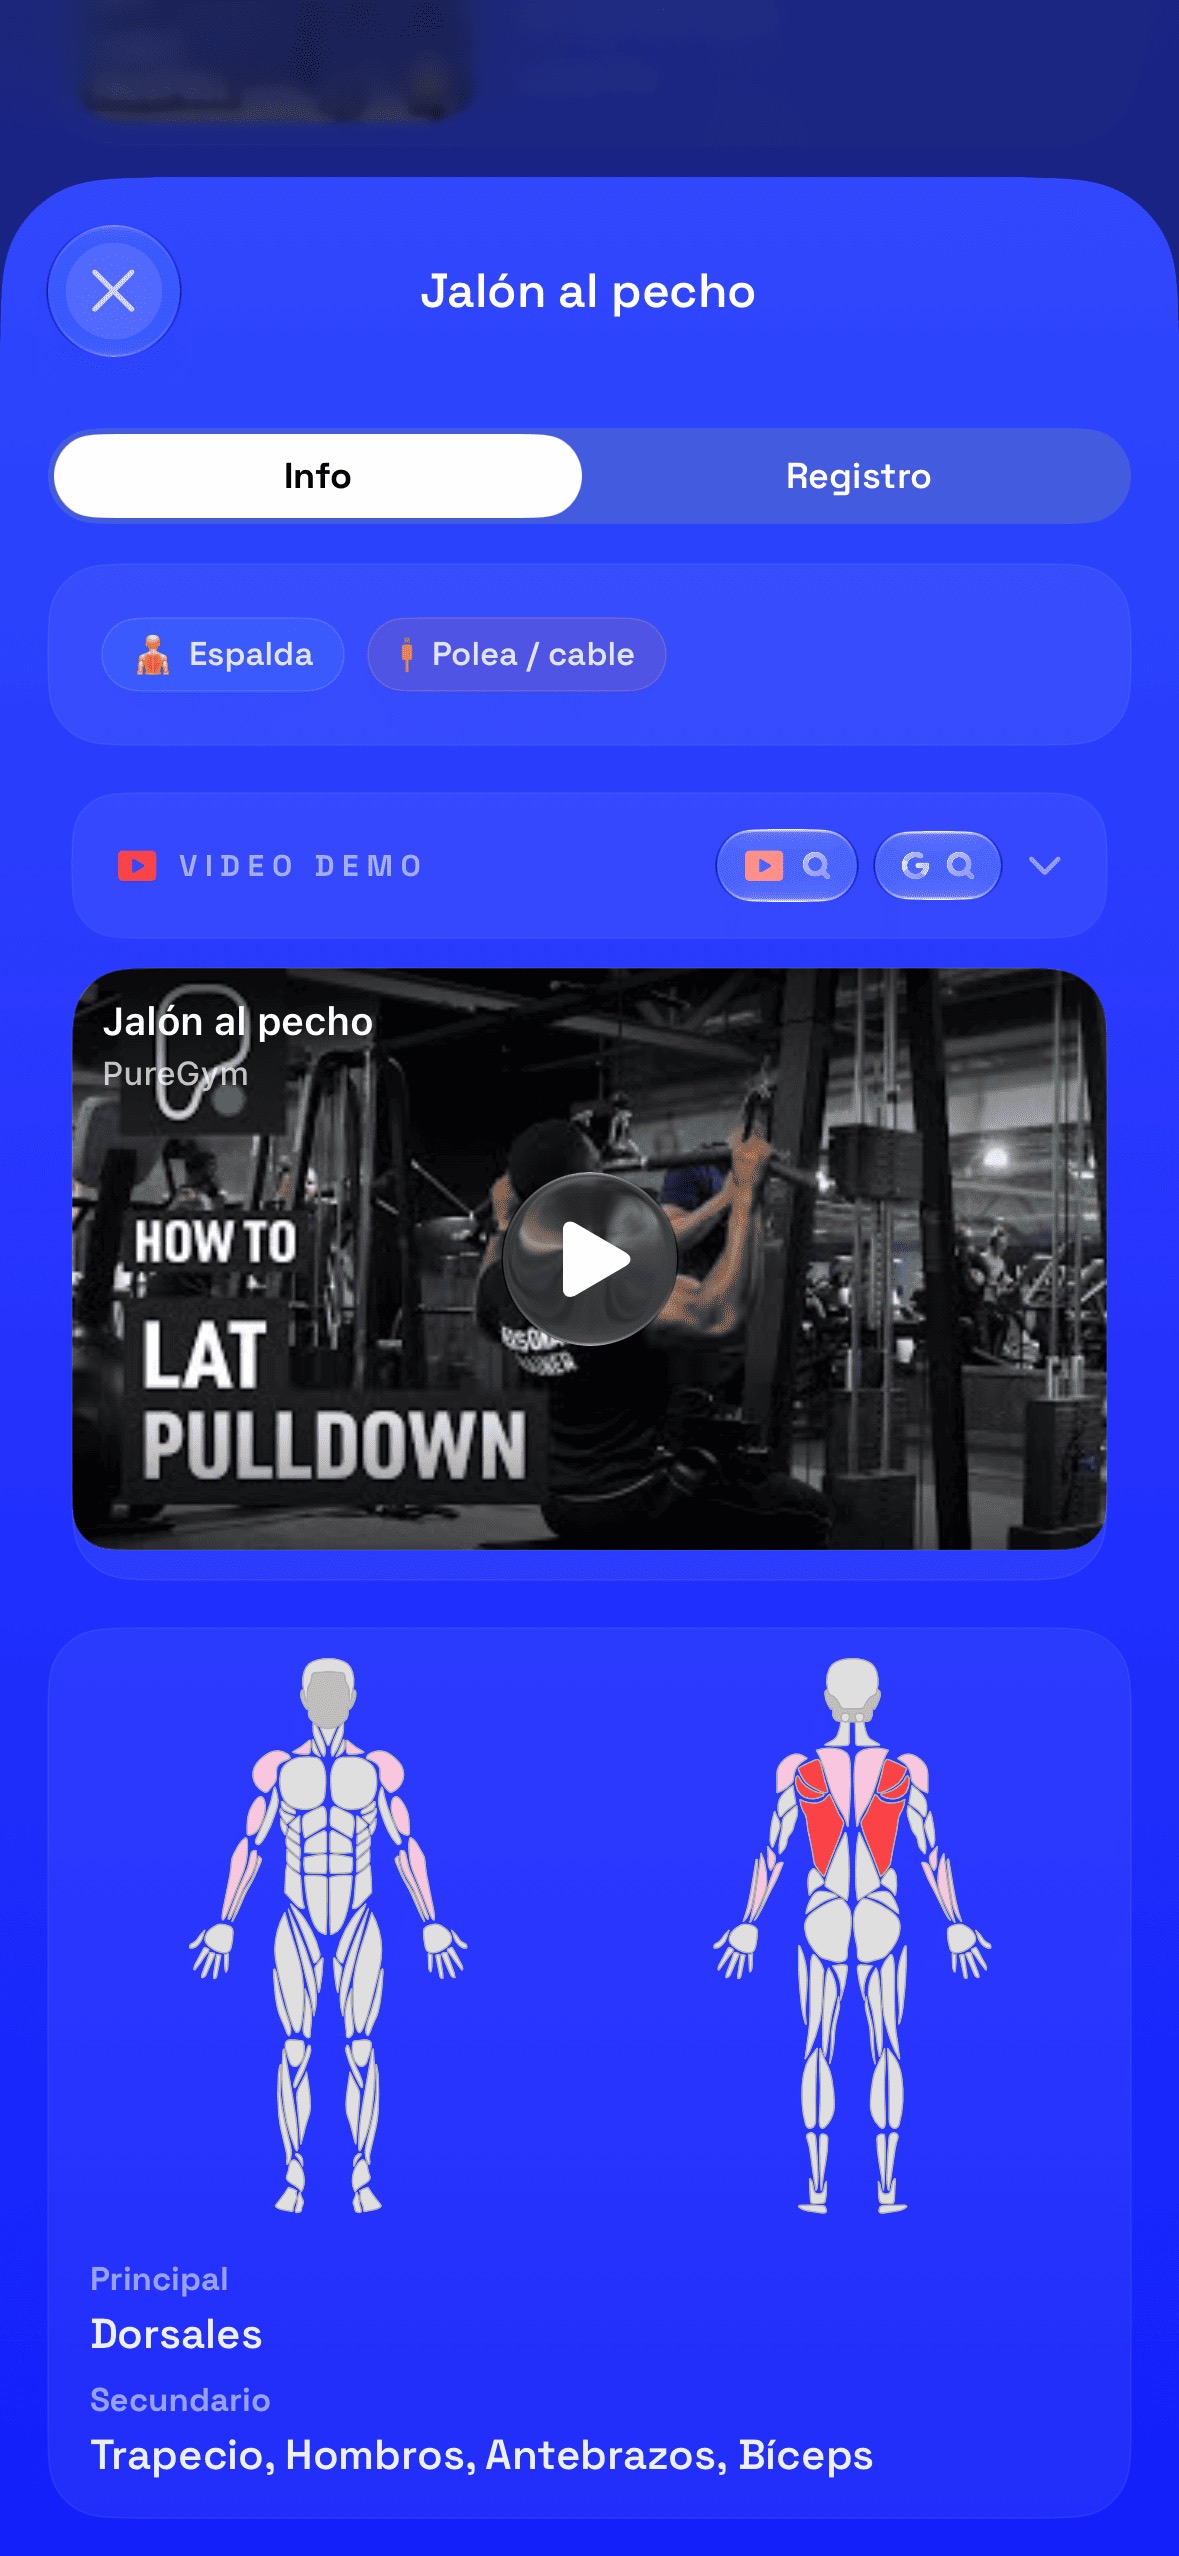 Jalón al pecho
Info
Registro
Espalda
Polea / cable
VIDEO DEMO
Jalón al pecho
PureGym
HOW TO
LAT
PULLDOWN
Principal
Dorsales
Secundario
Trapecio, Hombros, Antebrazos, Bíceps